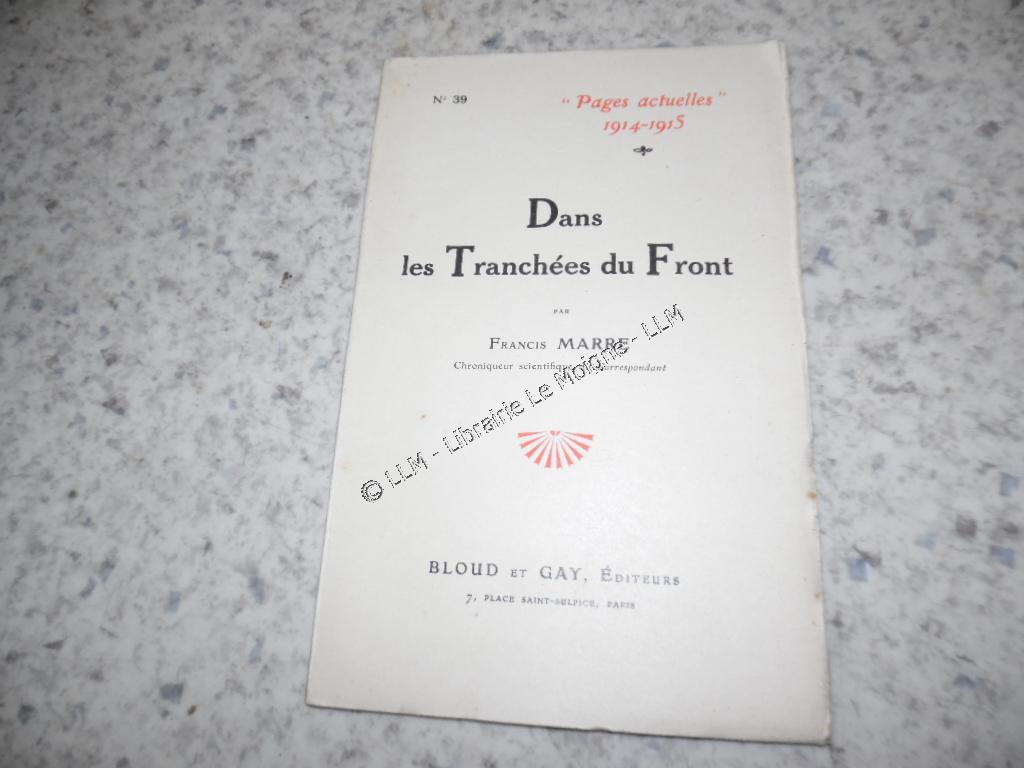 Nº 39
" Pages actuelles "
1914-1915
Dans
les Tranchées du Front
PAR
Francis MARRE
Chroniqueur scientifique correspondant
BLOUD ET GAY, Éditeurs
7, PLACE SAINT-SULPICE, PARIS
© LLM - Librairie Le Moigne - LLM